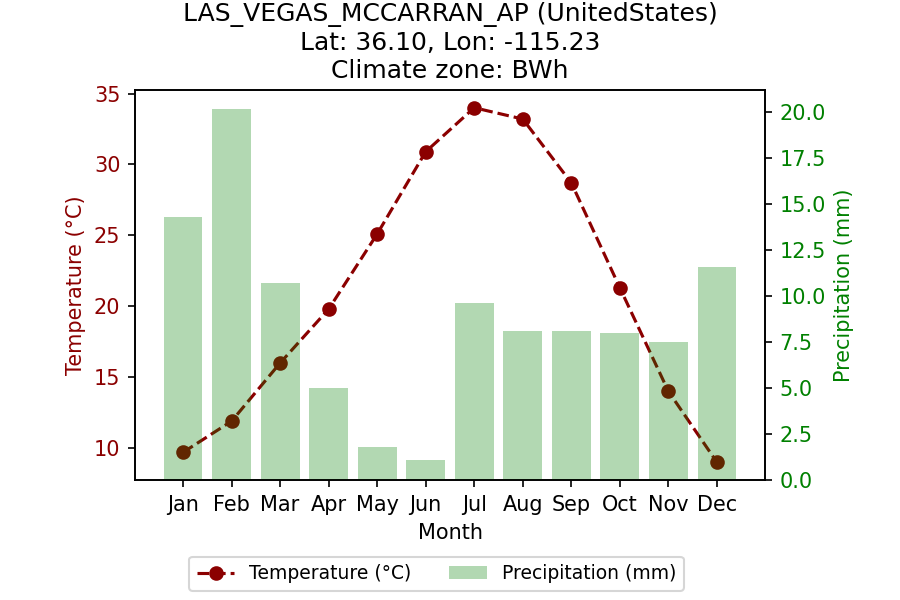 LAS_VEGAS_MCCARRAN_AP (UnitedStates)
Lat: 36.10, Lon: -115.23
Climate zone: BWh
35
30
25
20
15
10
Temperature (°C)
20.0
17.5
15.0
12.5
10.0
7.5
5.0
2.5
0.0
Precipitation (mm)
Jan Feb Mar Apr May Jun Jul Aug Sep Oct Nov Dec
Month
Temperature (°C) Precipitation (mm)